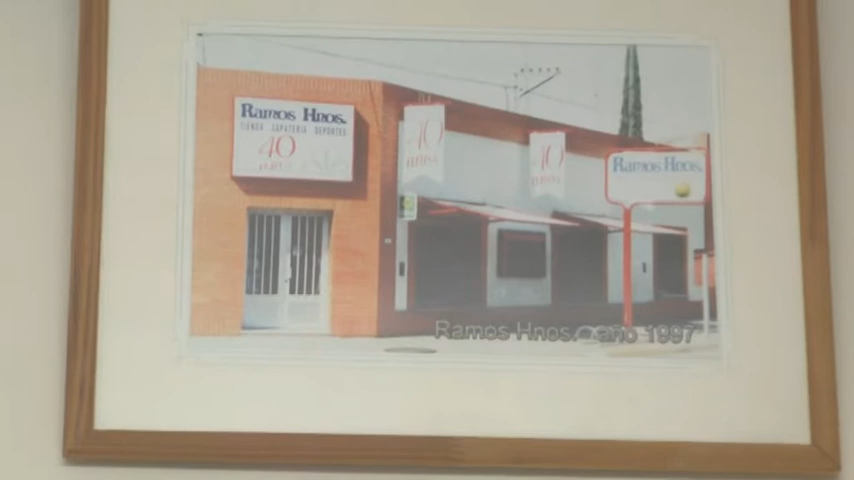 Ramos Hnos.
TIENDA ZAPATERIA DEPORTES
40
40
40
Ramos Hnos.
Ramos Hnos. año 1997